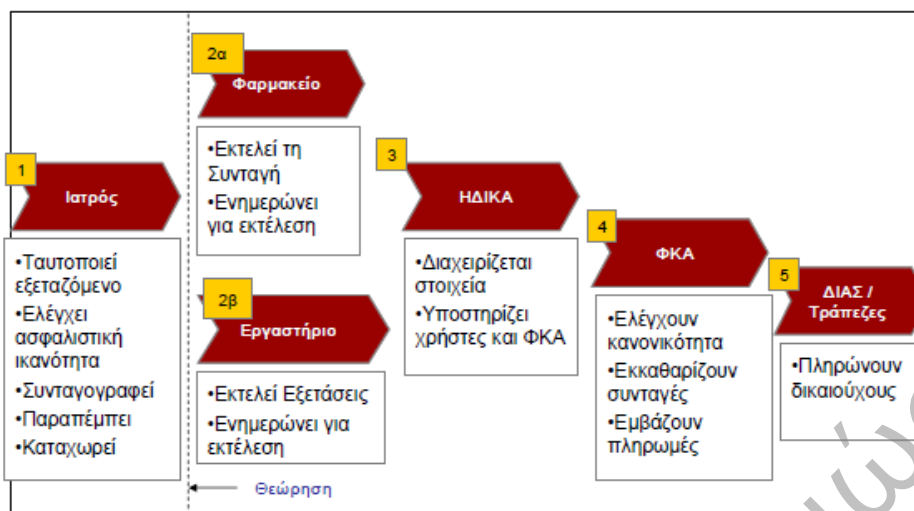 1
Ιατρός
•Ταυτοποιεί
εξεταζόμενο
•Ελέγχει
ασφαλιστική
ικανότητα
•Συνταγογραφεί
•Παραπέμπει
•Καταχωρεί
2α
Φαρμακείο
•Εκτελεί τη
Συνταγή
•Ενημερώνει
για εκτέλεση
2β
Εργαστήριο
•Εκτελεί Εξετάσεις
•Ενημερώνει για
εκτέλεση
Θεώρηση
3
ΗΔΙΚΑ
•Διαχειρίζεται
στοιχεία
•Υποστηρίζει
χρήστες και ΦΚΑ
4
ΦΚΑ
•Ελέγχουν
κανονικότητα
•Εκκαθαρίζουν
συνταγές
•Εμβάζουν
πληρωμές
5
ΔΙΑΣ /
Τράπεζες
•Πληρώνουν
δικαιούχους